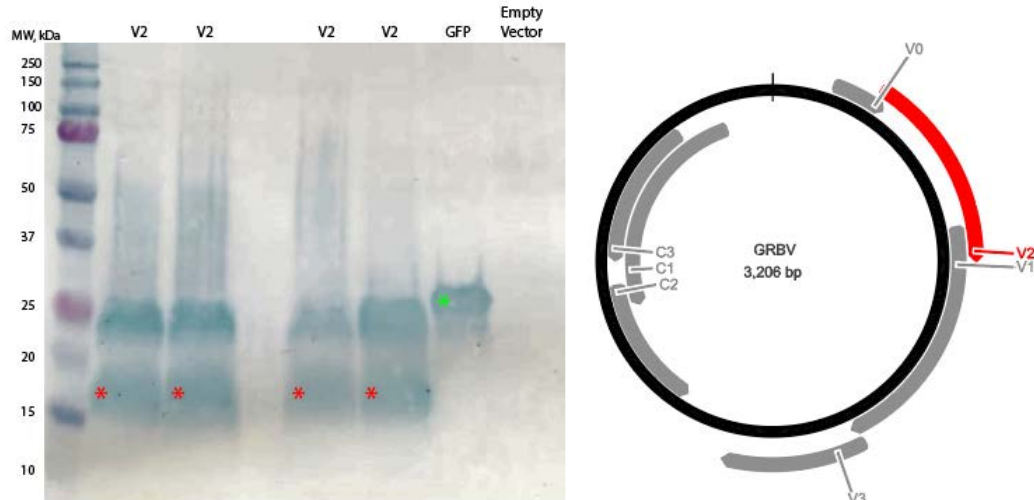 Empty
MW, kDa V2 V2 V2 V2 GFP Vector
250
150
100
75
50
37
25
20
15
10
* * * *
*
V0
V2
V1
GRBV
3,206 bp
C3
C1
C2
V3